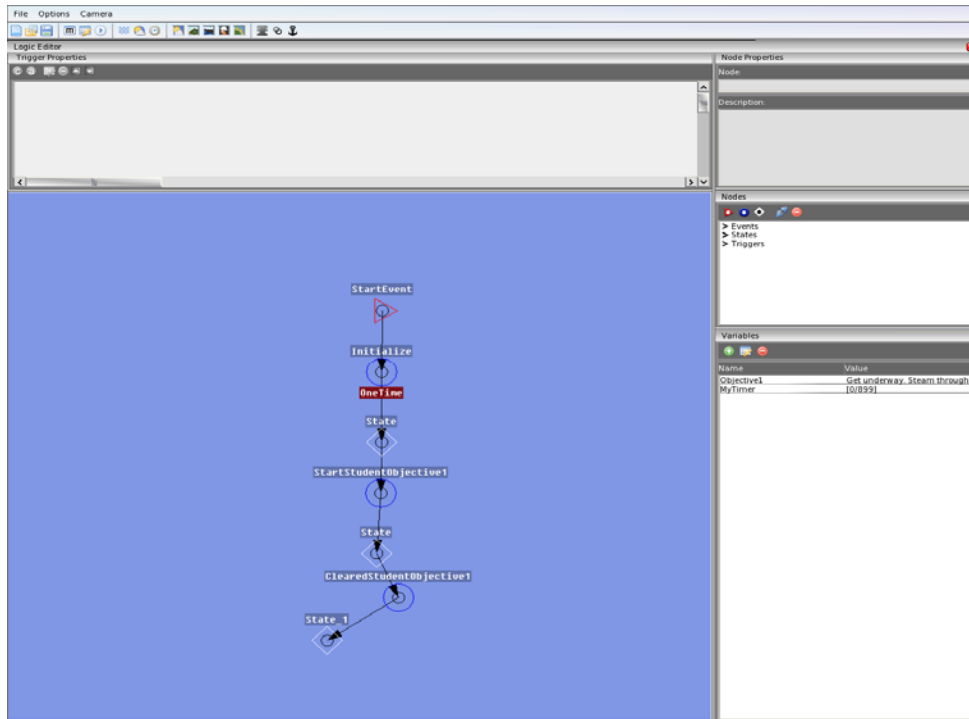 File Options Camera
Logic Editor
Trigger Properties
Node Properties
Node:
Description:
Nodes
> Events
> States
> Triggers
StartEvent
Initialize
OneTime
State
StartStudentObjective1
State
ClearedStudentObjective1
State_1
Variables
Name Value
Objective1 Get underway. Steam through
MyTimer [0/899]